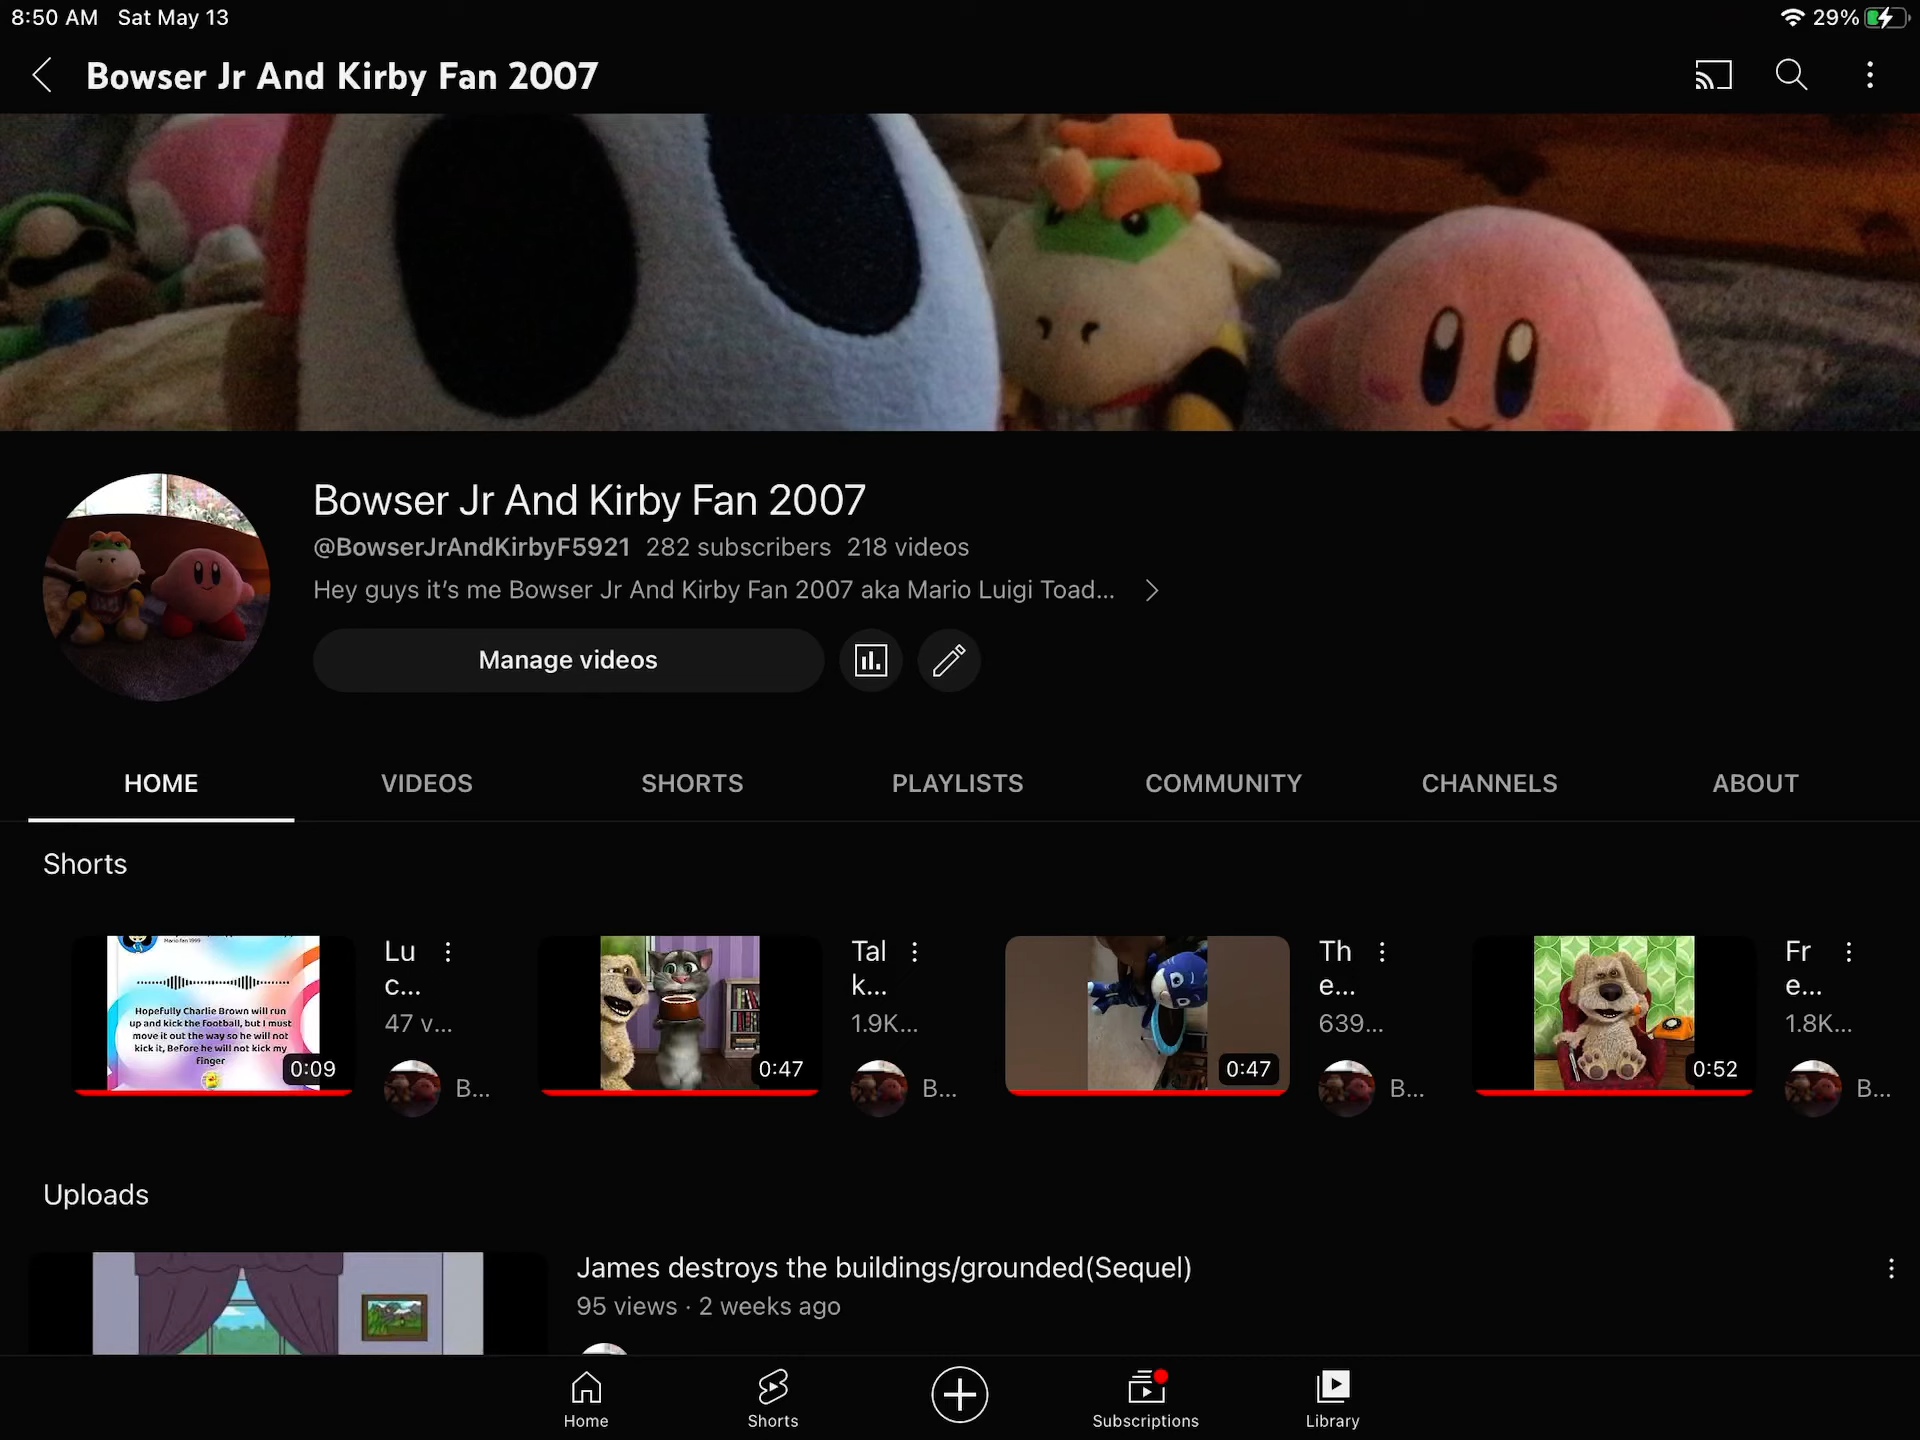 8:50 AM Sat May 13
29%
Bowser Jr And Kirby Fan 2007
Bowser Jr And Kirby Fan 2007
@BowserJrAndKirbyF5921 282 subscribers 218 videos
Hey guys it's me Bowser Jr And Kirby Fan 2007 aka Mario Luigi Toad...
Manage videos
HOME
VIDEOS
SHORTS
PLAYLISTS
COMMUNITY
CHANNELS
ABOUT
Shorts
Mario Fan 1999
Hopefully Charlie Brown will run
up and kick the football, but I must
move it out the way so he will not
kick it, Before he will not kick my
finger
0:09
Lu
c...
47 v...
B...
0:47
Tal
k...
1.9K...
B...
0:47
Th
e...
639...
B...
0:52
Fr
e...
1.8K...
B...
Uploads
James destroys the buildings/grounded(Sequel)
95 views · 2 weeks ago
Home
Shorts
Subscriptions
Library